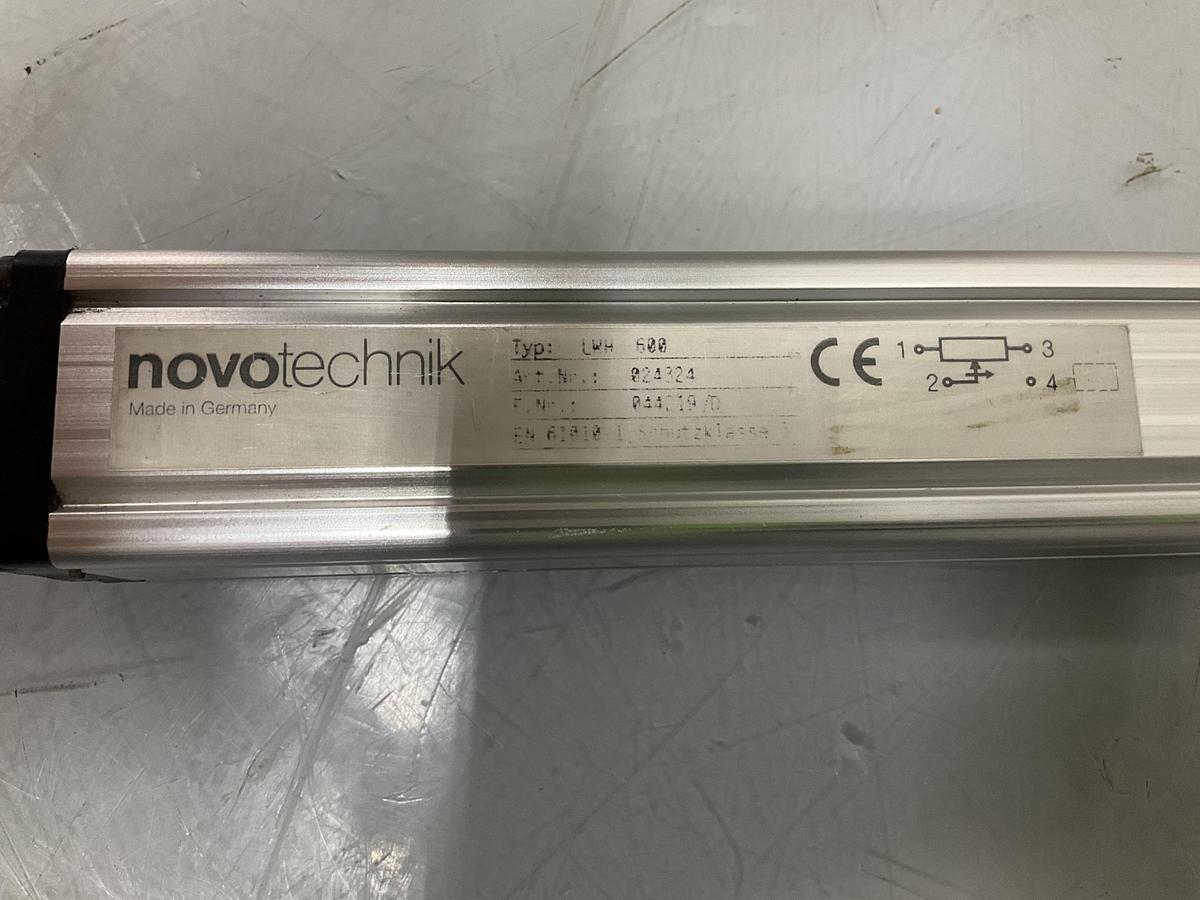 novotechnik
Made in Germany
Typ: LWH 600
Art.Nr.: 024324
F.Nr.: /D
EN 61010-1, Schutzklasse
CE
1 3
2 4